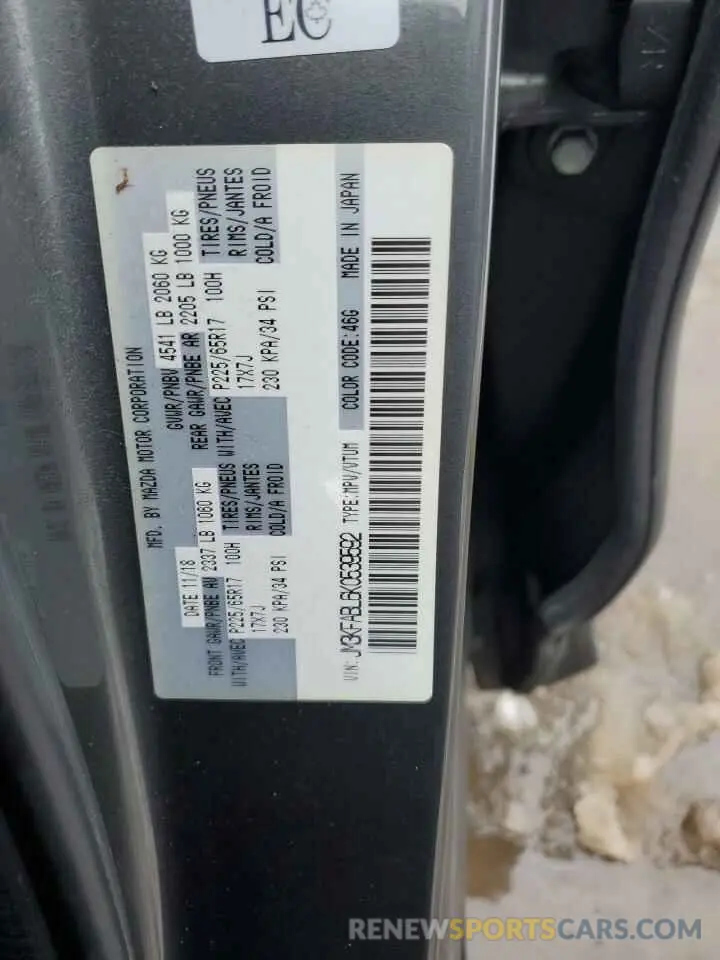 EC
MFD. BY MAZDA MOTOR CORPORATION
DATE 11/18 GVWR/PNBV 4541 LB 2060 KG
FRONT GAWR/PNBE AV 2337 LB 1060 KG REAR GAWR/PNBE AR 2205 LB 1000 KG
WITH/AVEC P225/65R17 100H TIRES/PNEUS WITH/AVEC P225/65R17 100H TIRES/PNEUS
17X7J RIMS/JANTES 17X7J RIMS/JANTES
230 KPA/34 PSI COLD/A FROID 230 KPA/34 PSI COLD/A FROID
VIN: JM3KFABL6K0539592 TYPE:MPV/VTUM COLOR CODE:46G MADE IN JAPAN
RENEWSPORTSCARS.COM